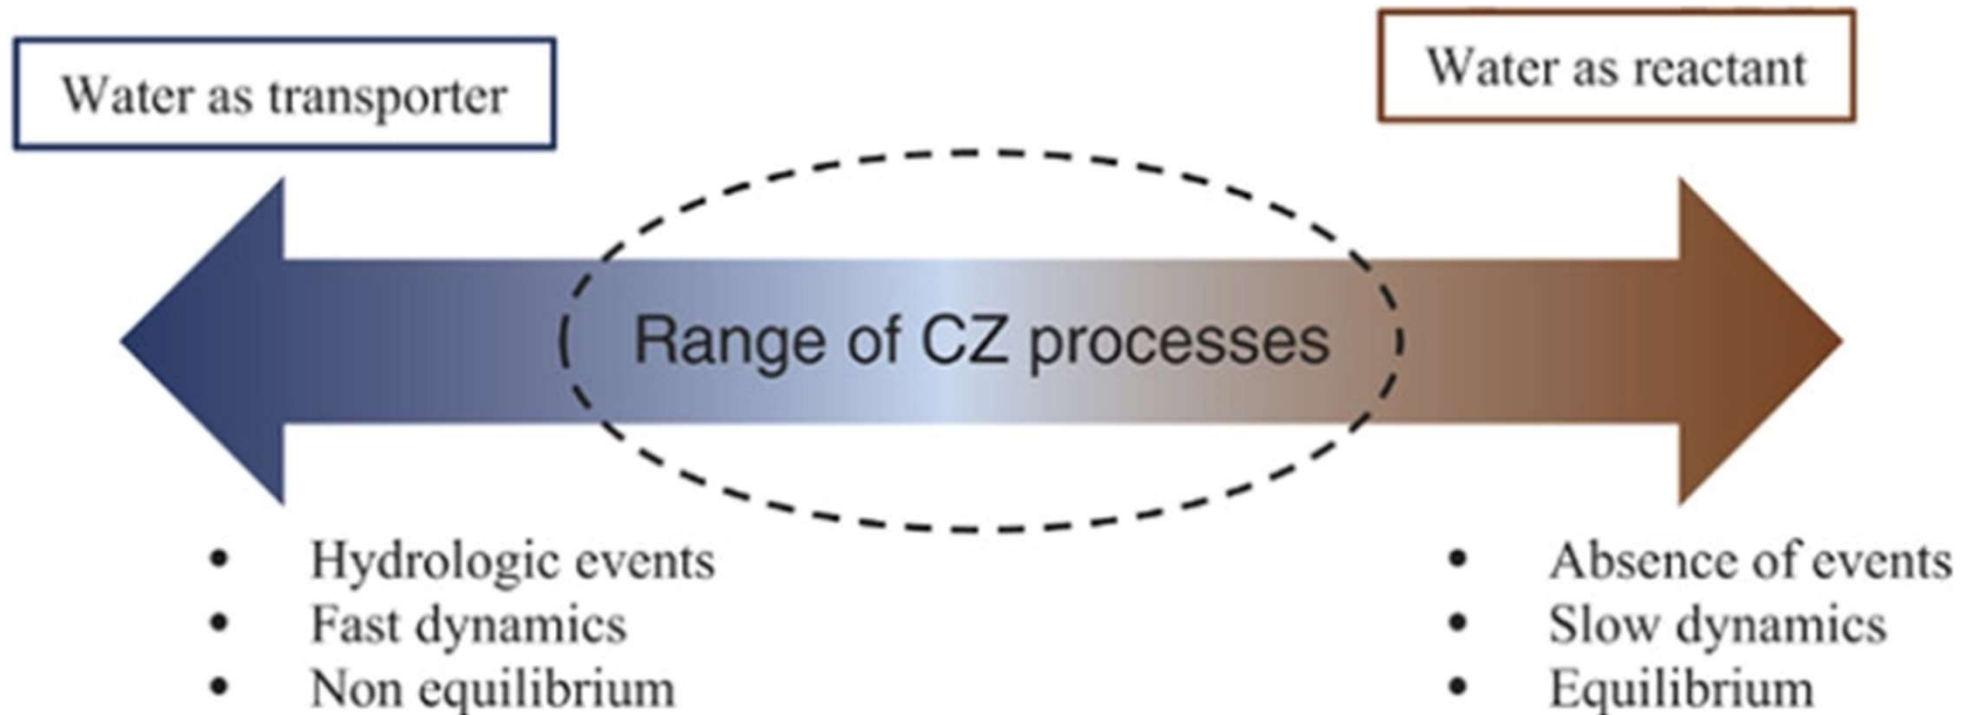 Water as transporter
Water as reactant
Range of CZ processes
• Hydrologic events
• Fast dynamics
• Non equilibrium
• Absence of events
• Slow dynamics
• Equilibrium